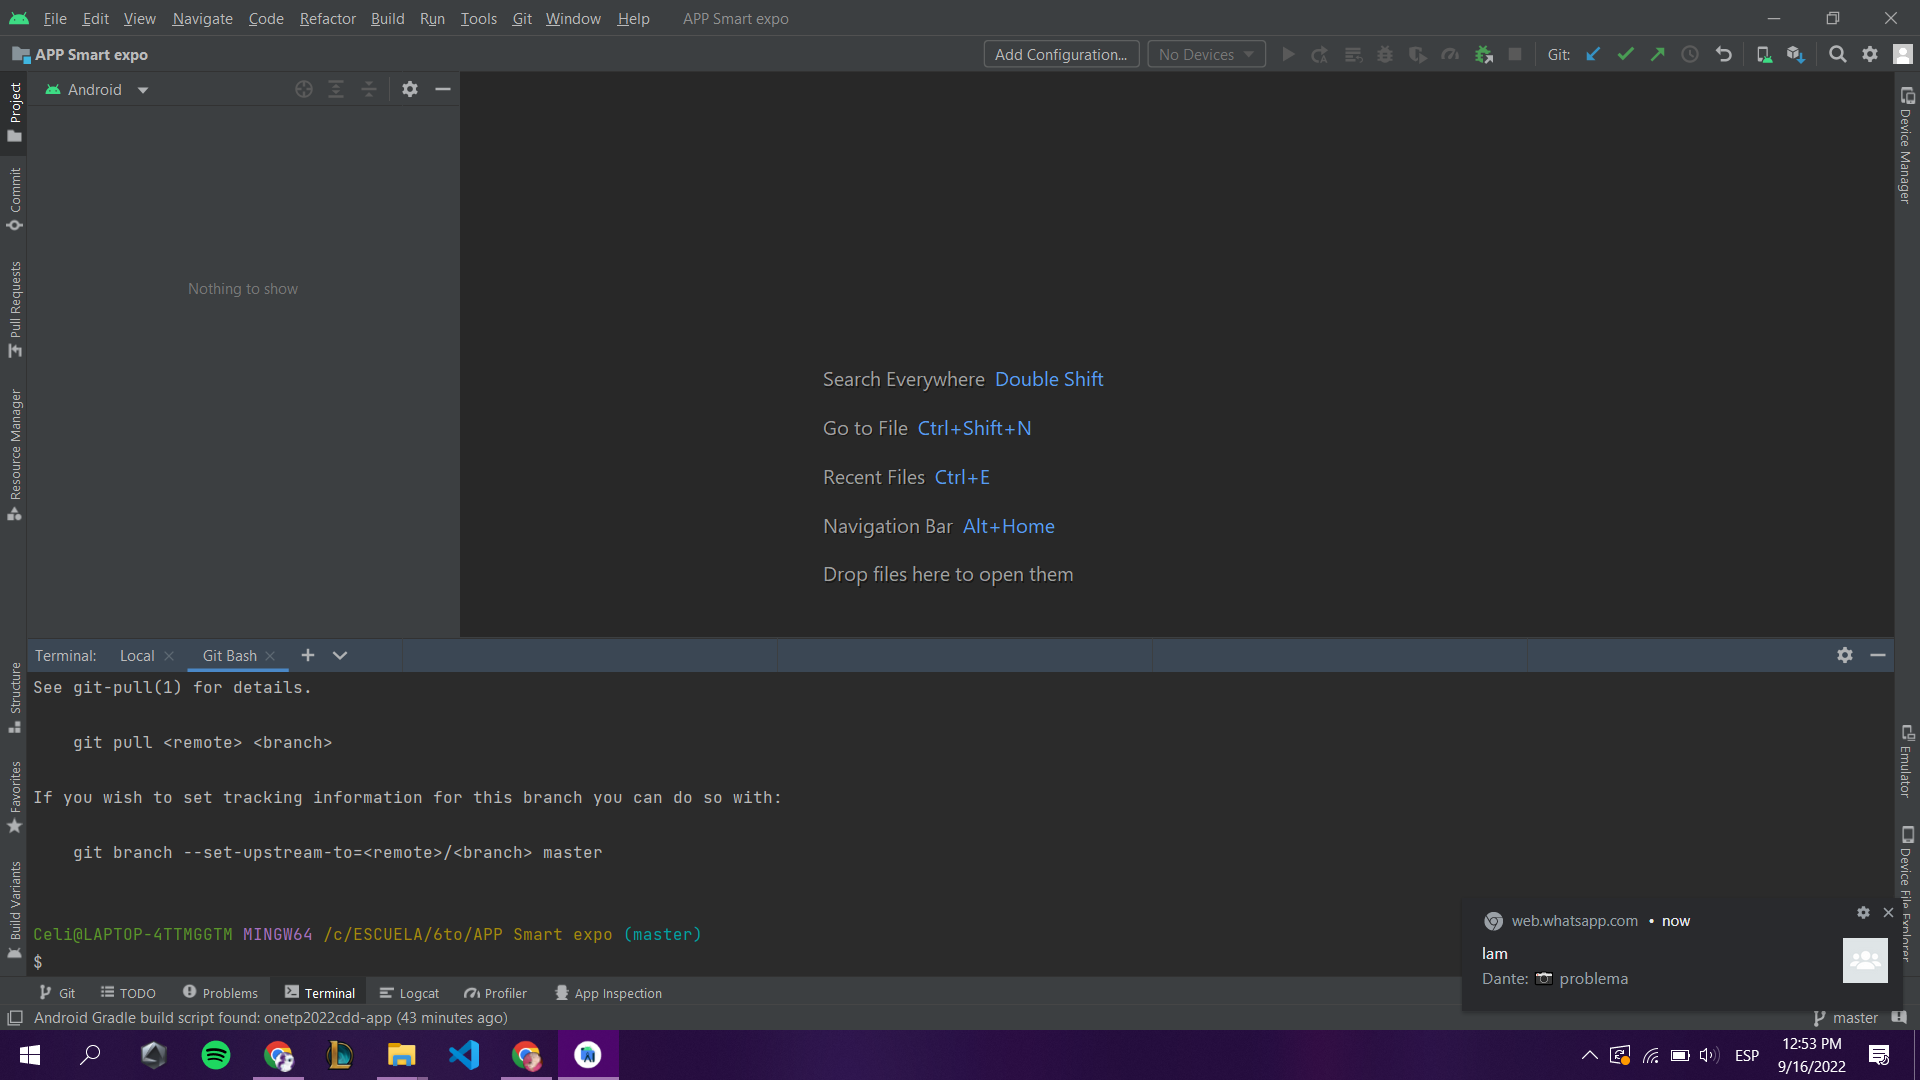 File Edit View Navigate Code Refactor Build Run Tools Git Window Help APP Smart expo
APP Smart expo
Add Configuration... No Devices Git:
Android
Project
Commit
Pull Requests
Resource Manager
Structure
Favorites
Build Variants
Nothing to show
Search Everywhere Double Shift
Go to File Ctrl+Shift+N
Recent Files Ctrl+E
Navigation Bar Alt+Home
Drop files here to open them
Device Manager
Emulator
Device File Explorer
Terminal: Local Git Bash
See git-pull(1) for details.
git pull <remote> <branch>
If you wish to set tracking information for this branch you can do so with:
git branch --set-upstream-to=<remote>/<branch> master
Celi@LAPTOP-4TTMGGTM MINGW64 /c/ESCUELA/6to/APP Smart expo (master)
$
web.whatsapp.com • now
lam
Dante: 📷 problema
Git TODO Problems Terminal Logcat Profiler App Inspection
Android Gradle build script found: onetp2022cdd-app (43 minutes ago)
master
ESP
12:53 PM
9/16/2022